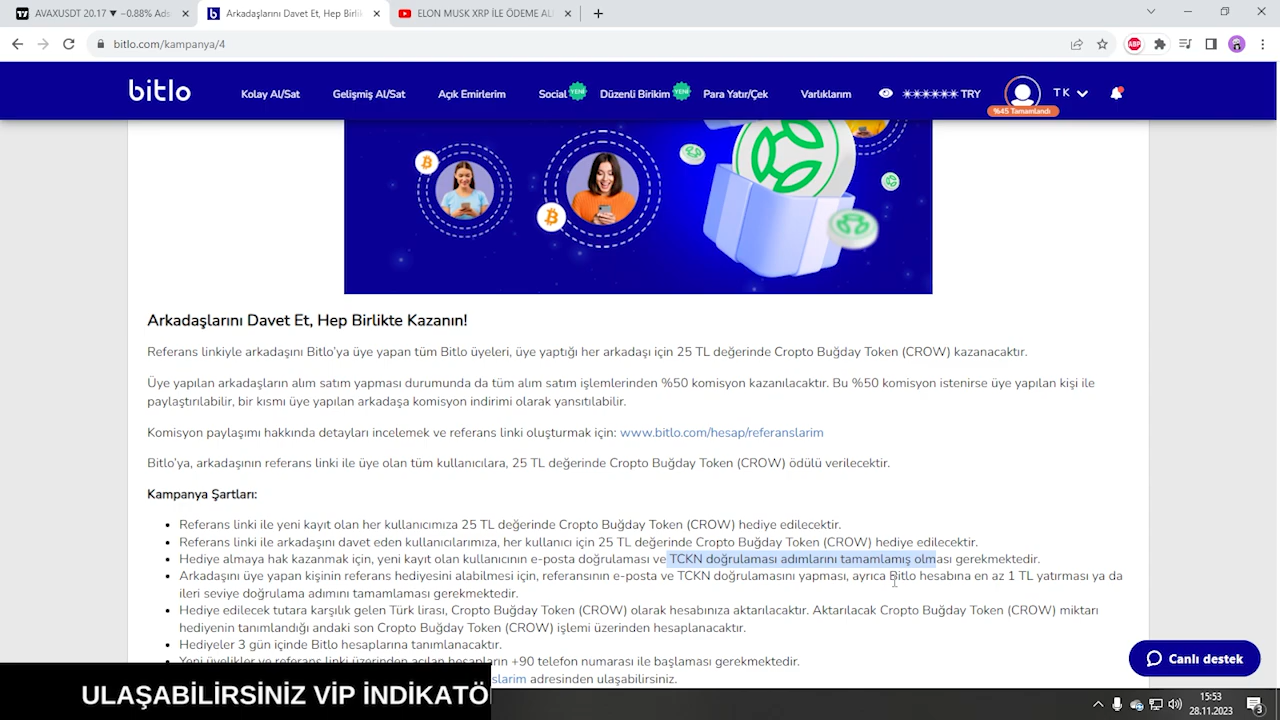 AVAXUSDT 20.17 ▼ −0.88% Ads
Arkadaşlarını Davet Et, Hep Birlik
ELON MUSK XRP İLE ÖDEME AL
bitlo.com/kampanya/4
ABP
bitlo
Kolay Al/Sat
Gelişmiş Al/Sat
Açık Emirlerim
Social
YENİ
Düzenli Birikim
YENİ
Para Yatır/Çek
Varlıklarım
****** TRY
%45 Tamamlandı
T K
Arkadaşlarını Davet Et, Hep Birlikte Kazanın!
Referans linkiyle arkadaşını Bitlo’ya üye yapan tüm Bitlo üyeleri, üye yaptığı her arkadaşı için 25 TL değerinde Cropto Buğday Token (CROW) kazanacaktır.
Üye yapılan arkadaşların alım satım yapması durumunda da tüm alım satım işlemlerinden %50 komisyon kazanılacaktır. Bu %50 komisyon istenirse üye yapılan kişi ile
paylaştırılabilir, bir kısmı üye yapılan arkadaşa komisyon indirimi olarak yansıtılabilir.
Komisyon paylaşımı hakkında detayları incelemek ve referans linki oluşturmak için: www.bitlo.com/hesap/referanslarim
Bitlo’ya, arkadaşının referans linki ile üye olan tüm kullanıcılara, 25 TL değerinde Cropto Buğday Token (CROW) ödülü verilecektir.
Kampanya Şartları:
• Referans linki ile yeni kayıt olan her kullanıcımıza 25 TL değerinde Cropto Buğday Token (CROW) hediye edilecektir.
• Referans linki ile arkadaşını davet eden kullanıcılarımıza, her kullanıcı için 25 TL değerinde Cropto Buğday Token (CROW) hediye edilecektir.
• Hediye almaya hak kazanmak için, yeni kayıt olan kullanıcının e-posta doğrulaması ve TCKN doğrulaması adımlarını tamamlamış olması gerekmektedir.
• Arkadaşını üye yapan kişinin referans hediyesini alabilmesi için, referansının e-posta ve TCKN doğrulamasını yapması, ayrıca Bitlo hesabına en az 1 TL yatırması ya da
ileri seviye doğrulama adımını tamamlaması gerekmektedir.
• Hediye edilecek tutara karşılık gelen Türk lirası, Cropto Buğday Token (CROW) olarak hesabınıza aktarılacaktır. Aktarılacak Cropto Buğday Token (CROW) miktarı
hediyenin tanımlandığı andaki son Cropto Buğday Token (CROW) işlemi üzerinden hesaplanacaktır.
• Hediyeler 3 gün içinde Bitlo hesaplarına tanımlanacaktır.
• Yeni üyelikler ve referans linki üzerinden açılan hesapların +90 telefon numarası ile başlaması gerekmektedir.
slarim adresinden ulaşabilirsiniz.
Canlı destek
ULAŞABİLİRSİNİZ VİP İNDİKATÖ
15:53
28.11.2023
3